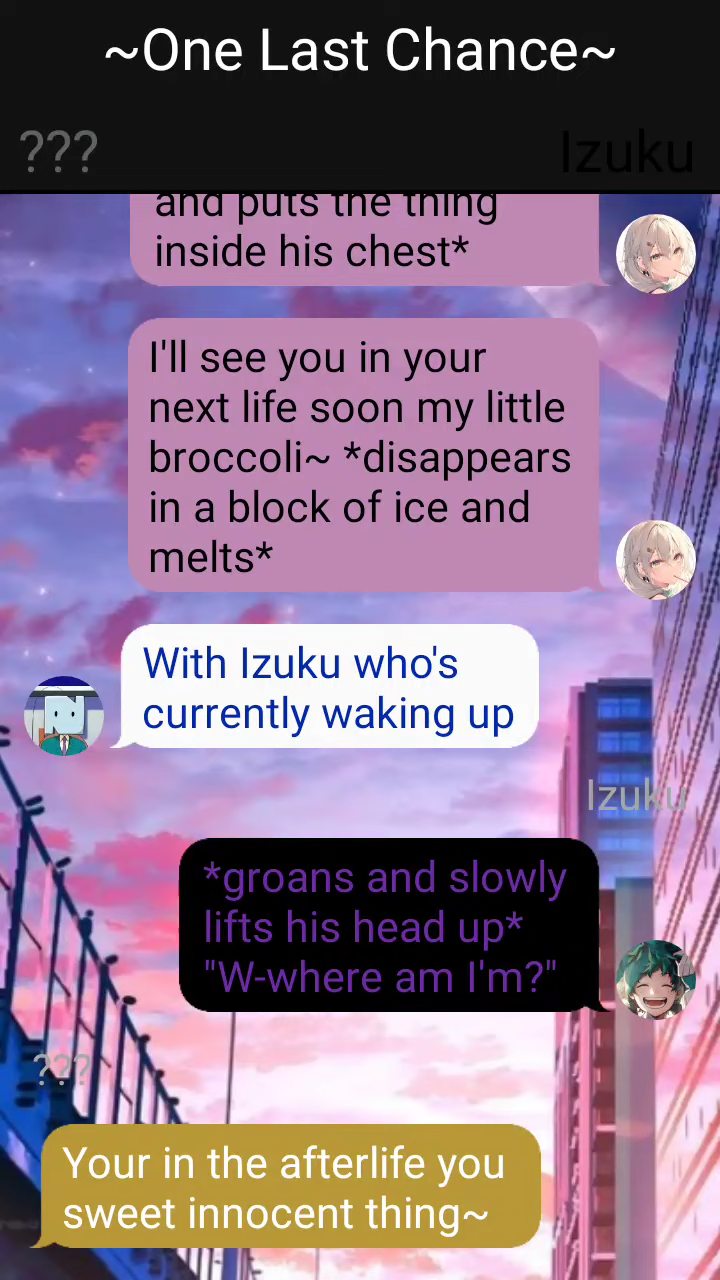 ~One Last Chance~
???
Izuku
and puts the thing
inside his chest*
I'll see you in your
next life soon my little
broccoli~ *disappears
in a block of ice and
melts*
With Izuku who's
currently waking up
Izuku
*groans and slowly
lifts his head up*
"W-where am I'm?"
???
Your in the afterlife you
sweet innocent thing~